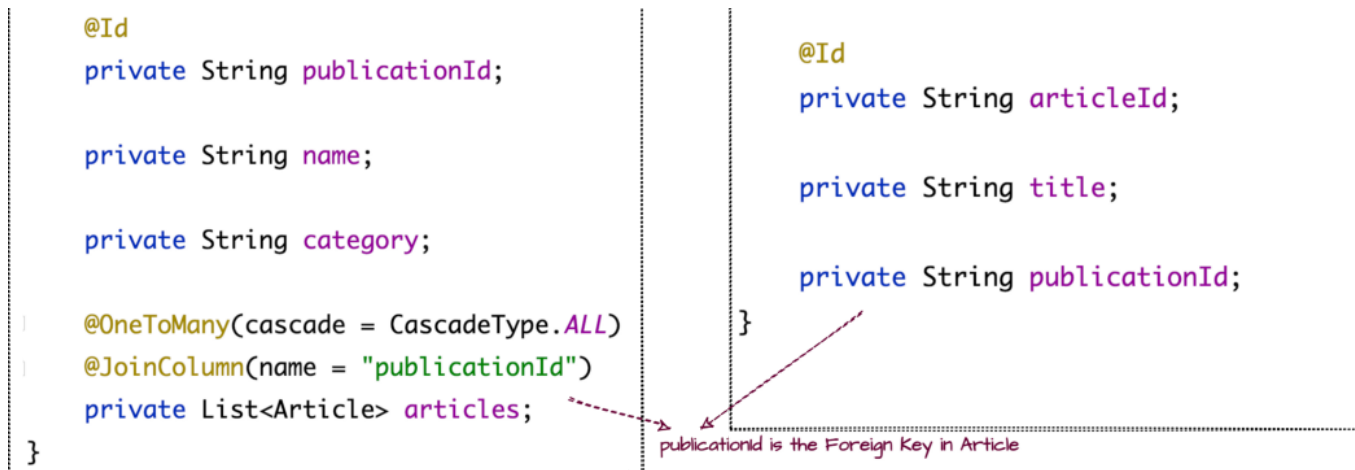 @Id
private String publicationId;
private String name;
private String category;
@OneToMany(cascade = CascadeType.ALL)
@JoinColumn(name = "publicationId")
private List<Article> articles;
}
@Id
private String articleId;
private String title;
private String publicationId;
}
publicationId is the Foreign Key in Article